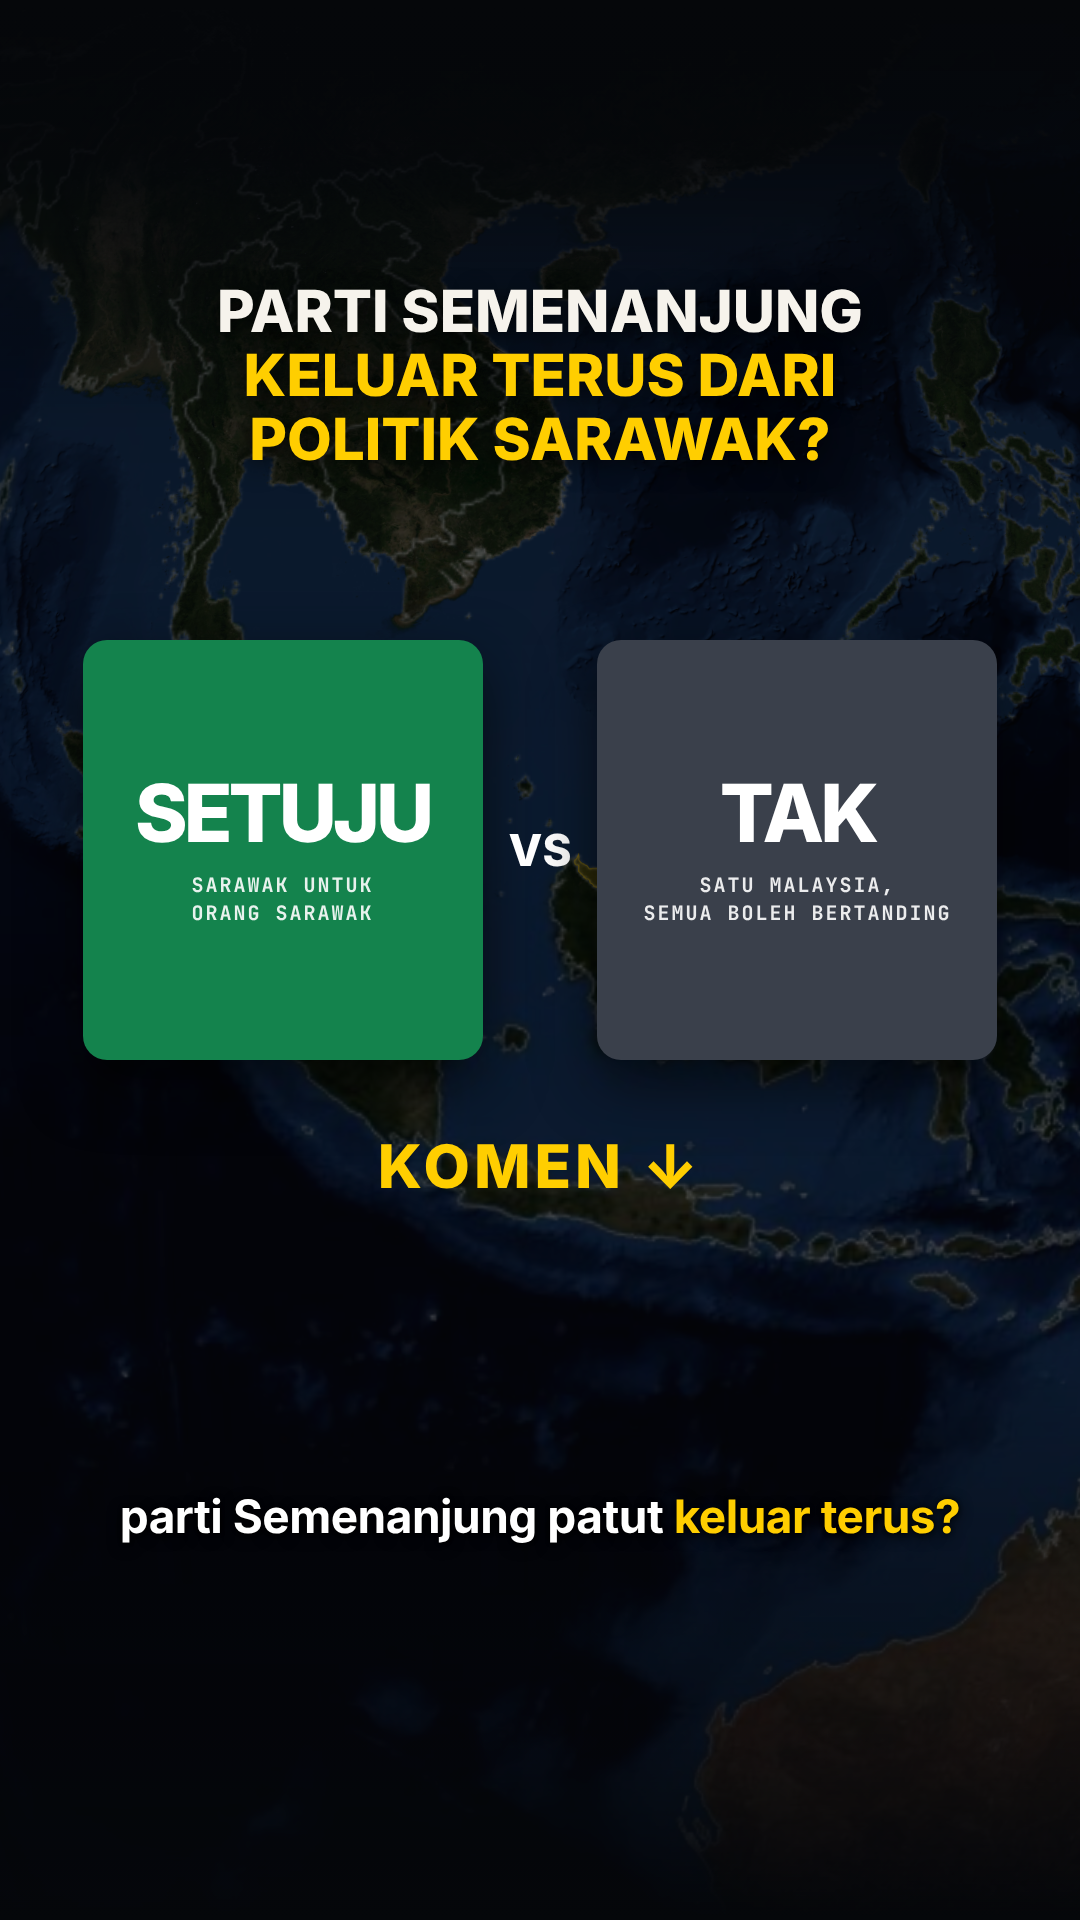 PARTI SEMENANJUNG
KELUAR TERUS DARI
POLITIK SARAWAK?
SETUJU
SARAWAK UNTUK
ORANG SARAWAK
VS
TAK
SATU MALAYSIA,
SEMUA BOLEH BERTANDING
KOMEN ↓
parti Semenanjung patut keluar terus?